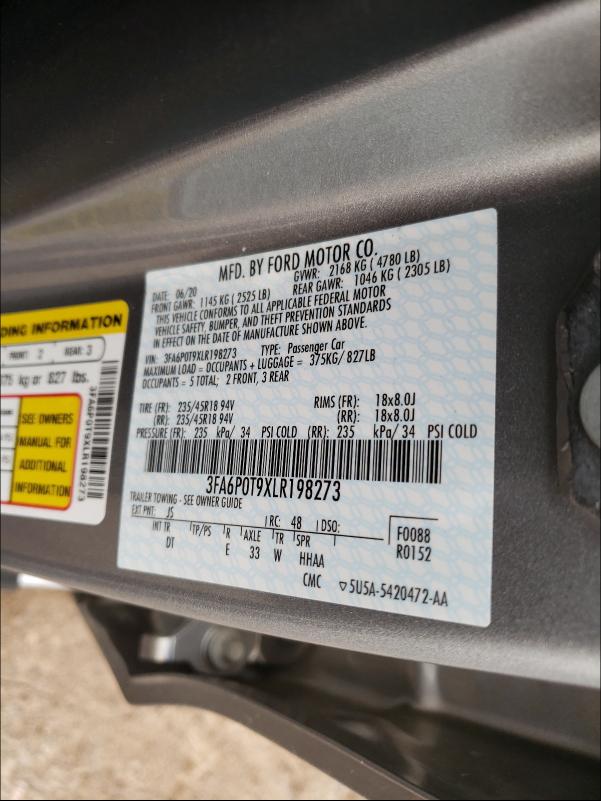 MFD. BY FORD MOTOR CO.
DATE: 06/20 GVWR: 2168 KG ( 4780 LB)
FRONT GAWR: 1145 KG ( 2525 LB) REAR GAWR: 1046 KG ( 2305 LB)
THIS VEHICLE CONFORMS TO ALL APPLICABLE FEDERAL MOTOR
VEHICLE SAFETY, BUMPER, AND THEFT PREVENTION STANDARDS
IN EFFECT ON THE DATE OF MANUFACTURE SHOWN ABOVE.
VIN: 3FA6P0T9XLR198273 TYPE: Passenger Car
MAXIMUM LOAD = OCCUPANTS + LUGGAGE = 375KG/ 827LB
OCCUPANTS = 5 TOTAL; 2 FRONT, 3 REAR
TIRE (FR): 235/45R18 94V RIMS (FR): 18x8.0J
(RR): 235/45R18 94V (RR): 18x8.0J
PRESSURE (FR): 235 kPa/ 34 PSI COLD (RR): 235 kPa/ 34 PSI COLD
3FA6P0T9XLR198273
TRAILER TOWING - SEE OWNER GUIDE
EXT PNT: JS RC: 48 DSO: F0088
INT TR TP/PS R AXLE TR SPR R0152
DT E 33 W HHAA
CMC 5U5A-5420472-AA
INFORMATION
2 REAR: 3
kg or 827 lbs.
SEE OWNERS
MANUAL FOR
ADDITIONAL
INFORMATION
3FA6P0T9XLR198273